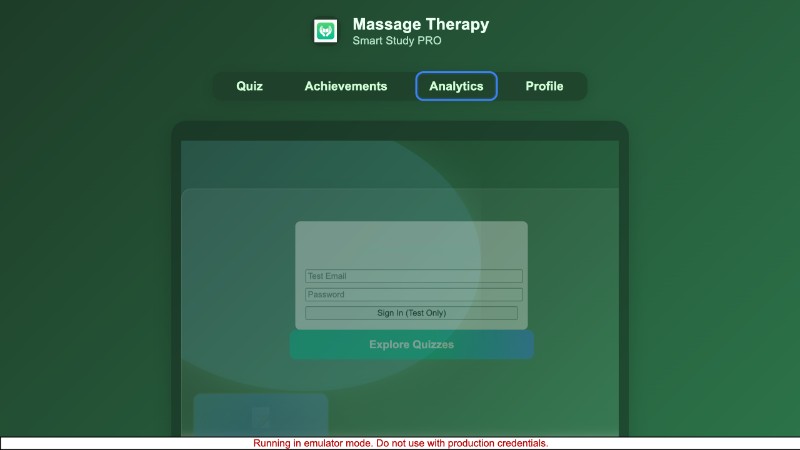 Massage Therapy
Smart Study PRO
Quiz
Achievements
Analytics
Profile
Test Email
Password
Sign In (Test Only)
Explore Quizzes
Running in emulator mode. Do not use with production credentials.